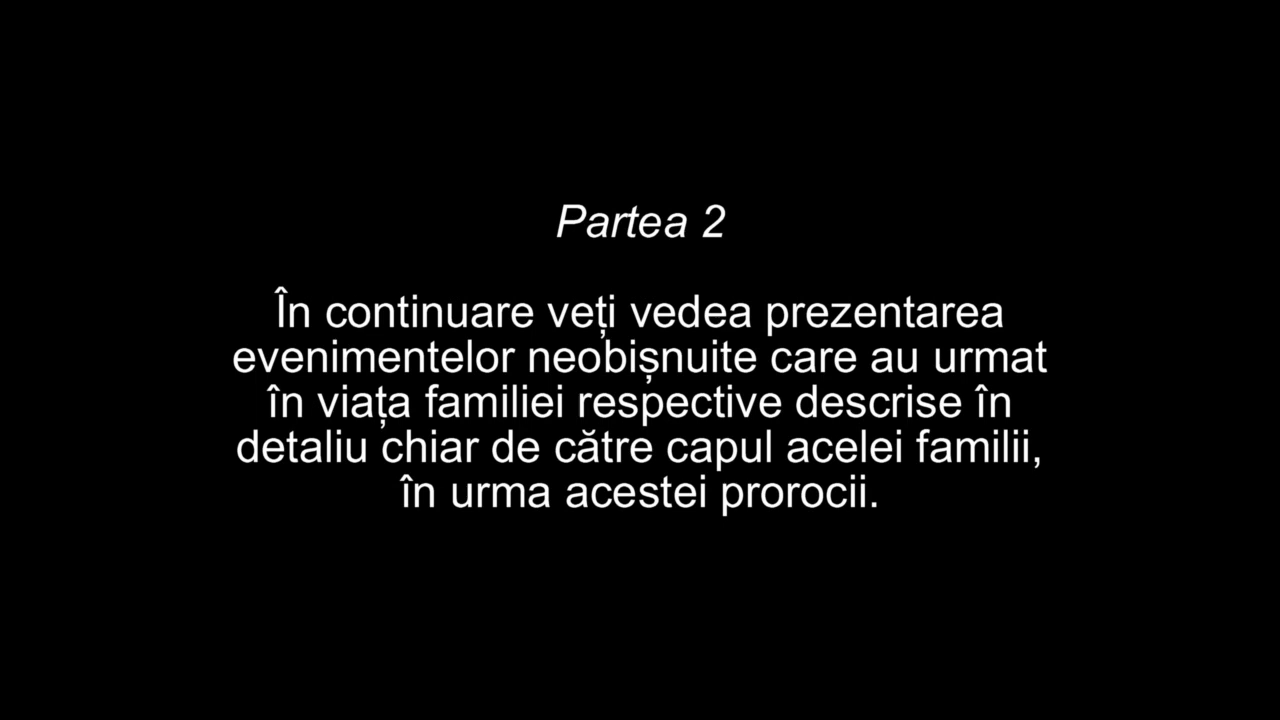 Partea 2
În continuare veți vedea prezentarea
evenimentelor neobișnuite care au urmat
în viața familiei respective descrise în
detaliu chiar de către capul acelei familii,
în urma acestei prorocii.